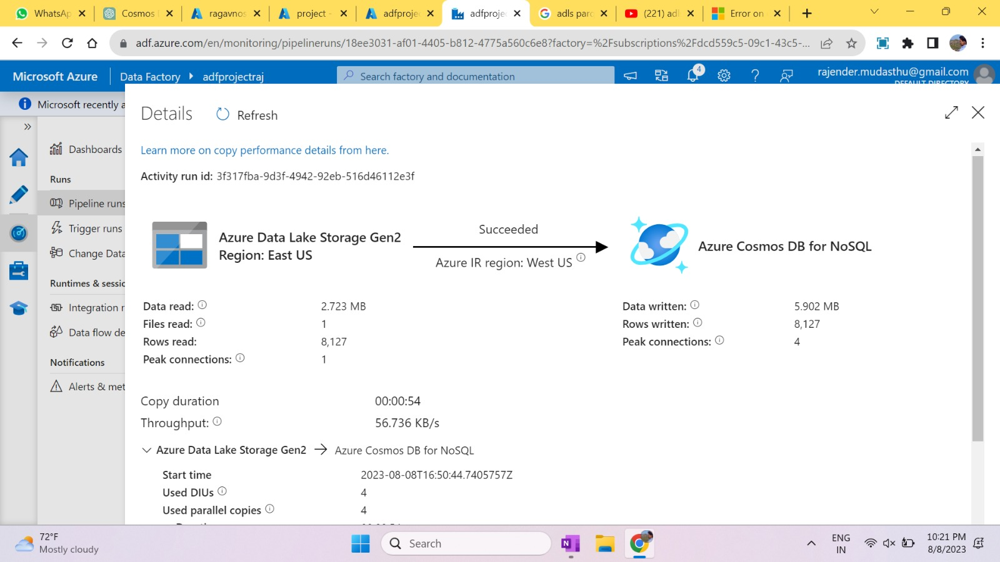 WhatsAp
Cosmos
ragavnos
project -
adfproje
adfproje
adls parc
(221) adl
Error on
adf.azure.com/en/monitoring/pipelineruns/18ee3031-af01-4405-b812-4775a560c6e8?factory=%2Fsubscriptions%2Fdcd559c5-09c1-43c5-...
Microsoft Azure
Data Factory
adfprojectraj
Search factory and documentation
4
rajender.mudasthu@gmail.com
DEFAULT DIRECTORY
Microsoft recently a
Details
Refresh
Dashboards
Runs
Pipeline runs
Trigger runs
Change Data
Runtimes & sessio
Integration r
Data flow de
Notifications
Alerts & met
Learn more on copy performance details from here.
Activity run id: 3f317fba-9d3f-4942-92eb-516d46112e3f
Azure Data Lake Storage Gen2
Region: East US
Succeeded
Azure IR region: West US
Azure Cosmos DB for NoSQL
Data read: 2.723 MB
Files read: 1
Rows read: 8,127
Peak connections: 1
Data written: 5.902 MB
Rows written: 8,127
Peak connections: 4
Copy duration 00:00:54
Throughput: 56.736 KB/s
Azure Data Lake Storage Gen2 → Azure Cosmos DB for NoSQL
Start time 2023-08-08T16:50:44.7405757Z
Used DIUs 4
Used parallel copies 4
72°F
Mostly cloudy
Search
N
ENG
IN
10:21 PM
8/8/2023